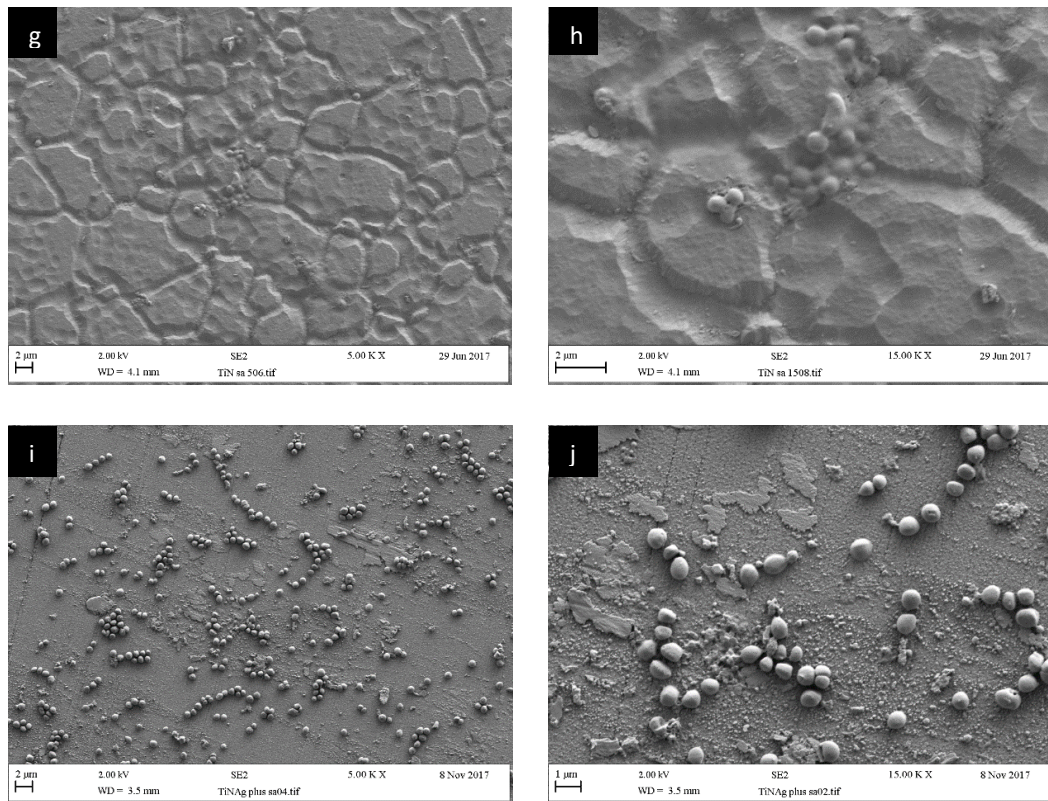 g
h
2 µm 2.00 kV SE2 5.00 K X 29 Jun 2017
WD = 4.1 mm TiN sa 506.tif
2 µm 2.00 kV SE2 15.00 K X 29 Jun 2017
WD = 4.1 mm TiN sa 1508.tif
i
j
2 µm 2.00 kV SE2 5.00 K X 8 Nov 2017
WD = 3.5 mm TiNAg plus sa04.tif
1 µm 2.00 kV SE2 15.00 K X 8 Nov 2017
WD = 3.5 mm TiNAg plus sa02.tif